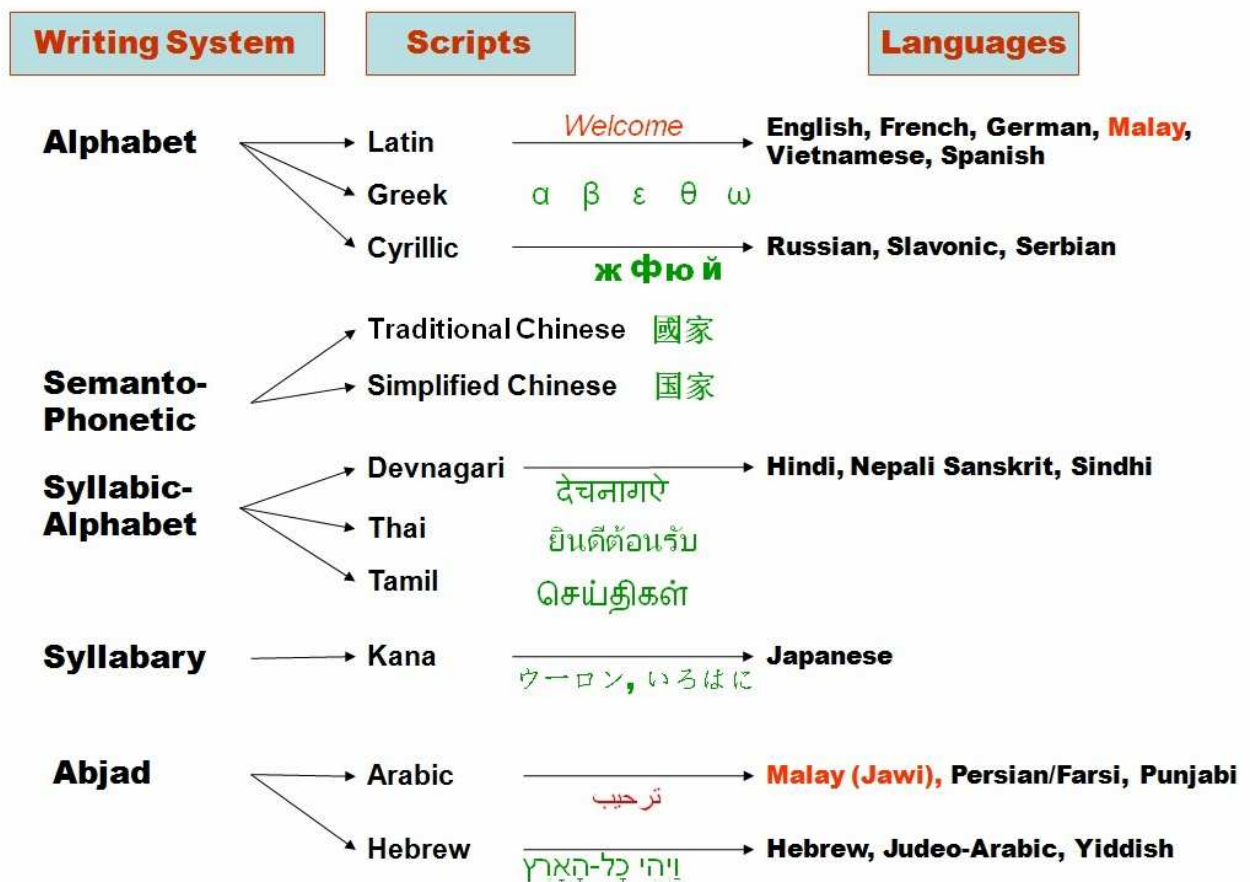 Writing System Scripts Languages
Alphabet Latin Welcome English, French, German, Malay,
Vietnamese, Spanish
Greek α β ε θ ω
Cyrillic Russian, Slavonic, Serbian
ж ф ю й
Traditional Chinese 國家
Semanto-
Phonetic
Simplified Chinese 国家
Syllabic-
Alphabet
Devnagari Hindi, Nepali Sanskrit, Sindhi
देचनागऐ
Thai ยินดีต้อนรับ
Tamil செய்திகள்
Syllabary Kana Japanese
ウーロン, いろはに
Abjad Arabic Malay (Jawi), Persian/Farsi, Punjabi
ترحيب
Hebrew Hebrew, Judeo-Arabic, Yiddish
וַיְהִי כָל-הָאָרֶץ